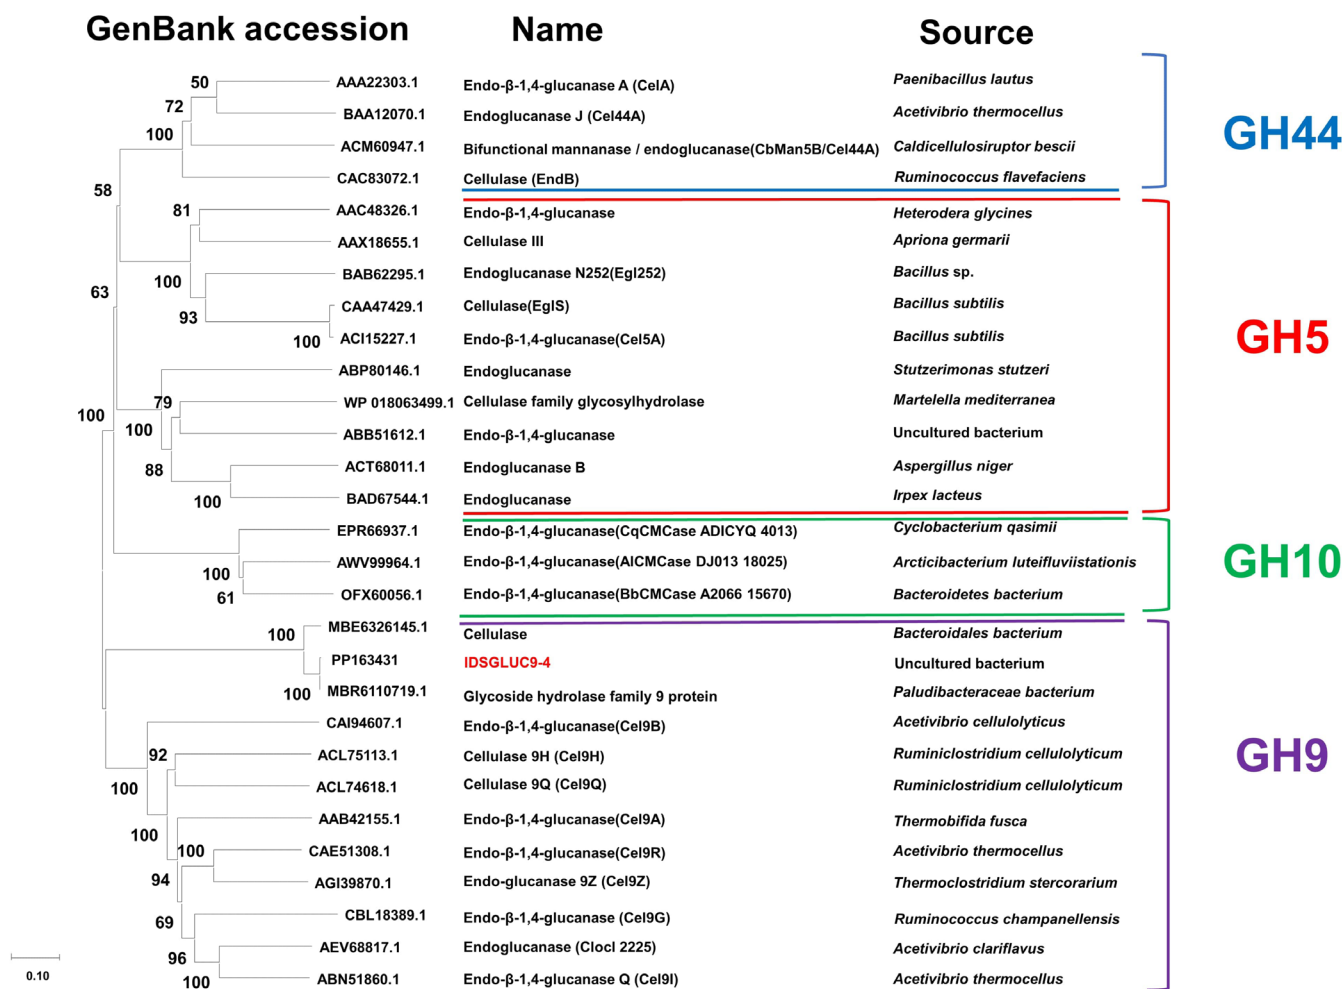 GenBank accession Name Source
50 AAA22303.1 Endo-β-1,4-glucanase A (CelA) Paenibacillus lautus
72 BAA12070.1 Endoglucanase J (Cel44A) Acetivibrio thermocellus
100 ACM60947.1 Bifunctional mannanase / endoglucanase(CbMan5B/Cel44A) Caldicellulosiruptor bescii
GH44
CAC83072.1 Cellulase (EndB) Ruminococcus flavefaciens
58
81 AAC48326.1 Endo-β-1,4-glucanase Heterodera glycines
AAX18655.1 Cellulase III Apriona germarii
100 BAB62295.1 Endoglucanase N252(Egl252) Bacillus sp.
63
93 CAA47429.1 Cellulase(EglS) Bacillus subtilis
100 ACI15227.1 Endo-β-1,4-glucanase(Cel5A) Bacillus subtilis
GH5
ABP80146.1 Endoglucanase Stutzerimonas stutzeri
79 WP 018063499.1 Cellulase family glycosylhydrolase Martelella mediterranea
100
100 ABB51612.1 Endo-β-1,4-glucanase Uncultured bacterium
88 ACT68011.1 Endoglucanase B Aspergillus niger
100 BAD67544.1 Endoglucanase Irpex lacteus
EPR66937.1 Endo-β-1,4-glucanase(CqCMCase ADICYQ 4013) Cyclobacterium qasimii
100 AWV99964.1 Endo-β-1,4-glucanase(AlCMCase DJ013 18025) Arcticibacterium luteifluviistationis
GH10
61 OFX60056.1 Endo-β-1,4-glucanase(BbCMCase A2066 15670) Bacteroidetes bacterium
100 MBE6326145.1 Cellulase Bacteroidales bacterium
PP163431 IDSGLUC9-4 Uncultured bacterium
100 MBR6110719.1 Glycoside hydrolase family 9 protein Paludibacteraceae bacterium
CAI94607.1 Endo-β-1,4-glucanase(Cel9B) Acetivibrio cellulolyticus
92 ACL75113.1 Cellulase 9H (Cel9H) Ruminiclostridium cellulolyticum
GH9
100 ACL74618.1 Cellulase 9Q (Cel9Q) Ruminiclostridium cellulolyticum
100 AAB42155.1 Endo-β-1,4-glucanase(Cel9A) Thermobifida fusca
100 CAE51308.1 Endo-β-1,4-glucanase(Cel9R) Acetivibrio thermocellus
94 AGI39870.1 Endo-glucanase 9Z (Cel9Z) Thermoclostridium stercorarium
69 CBL18389.1 Endo-β-1,4-glucanase (Cel9G) Ruminococcus champanellensis
96 AEV68817.1 Endoglucanase (Clocl 2225) Acetivibrio clariflavus
100 ABN51860.1 Endo-β-1,4-glucanase Q (Cel9I) Acetivibrio thermocellus
0.10